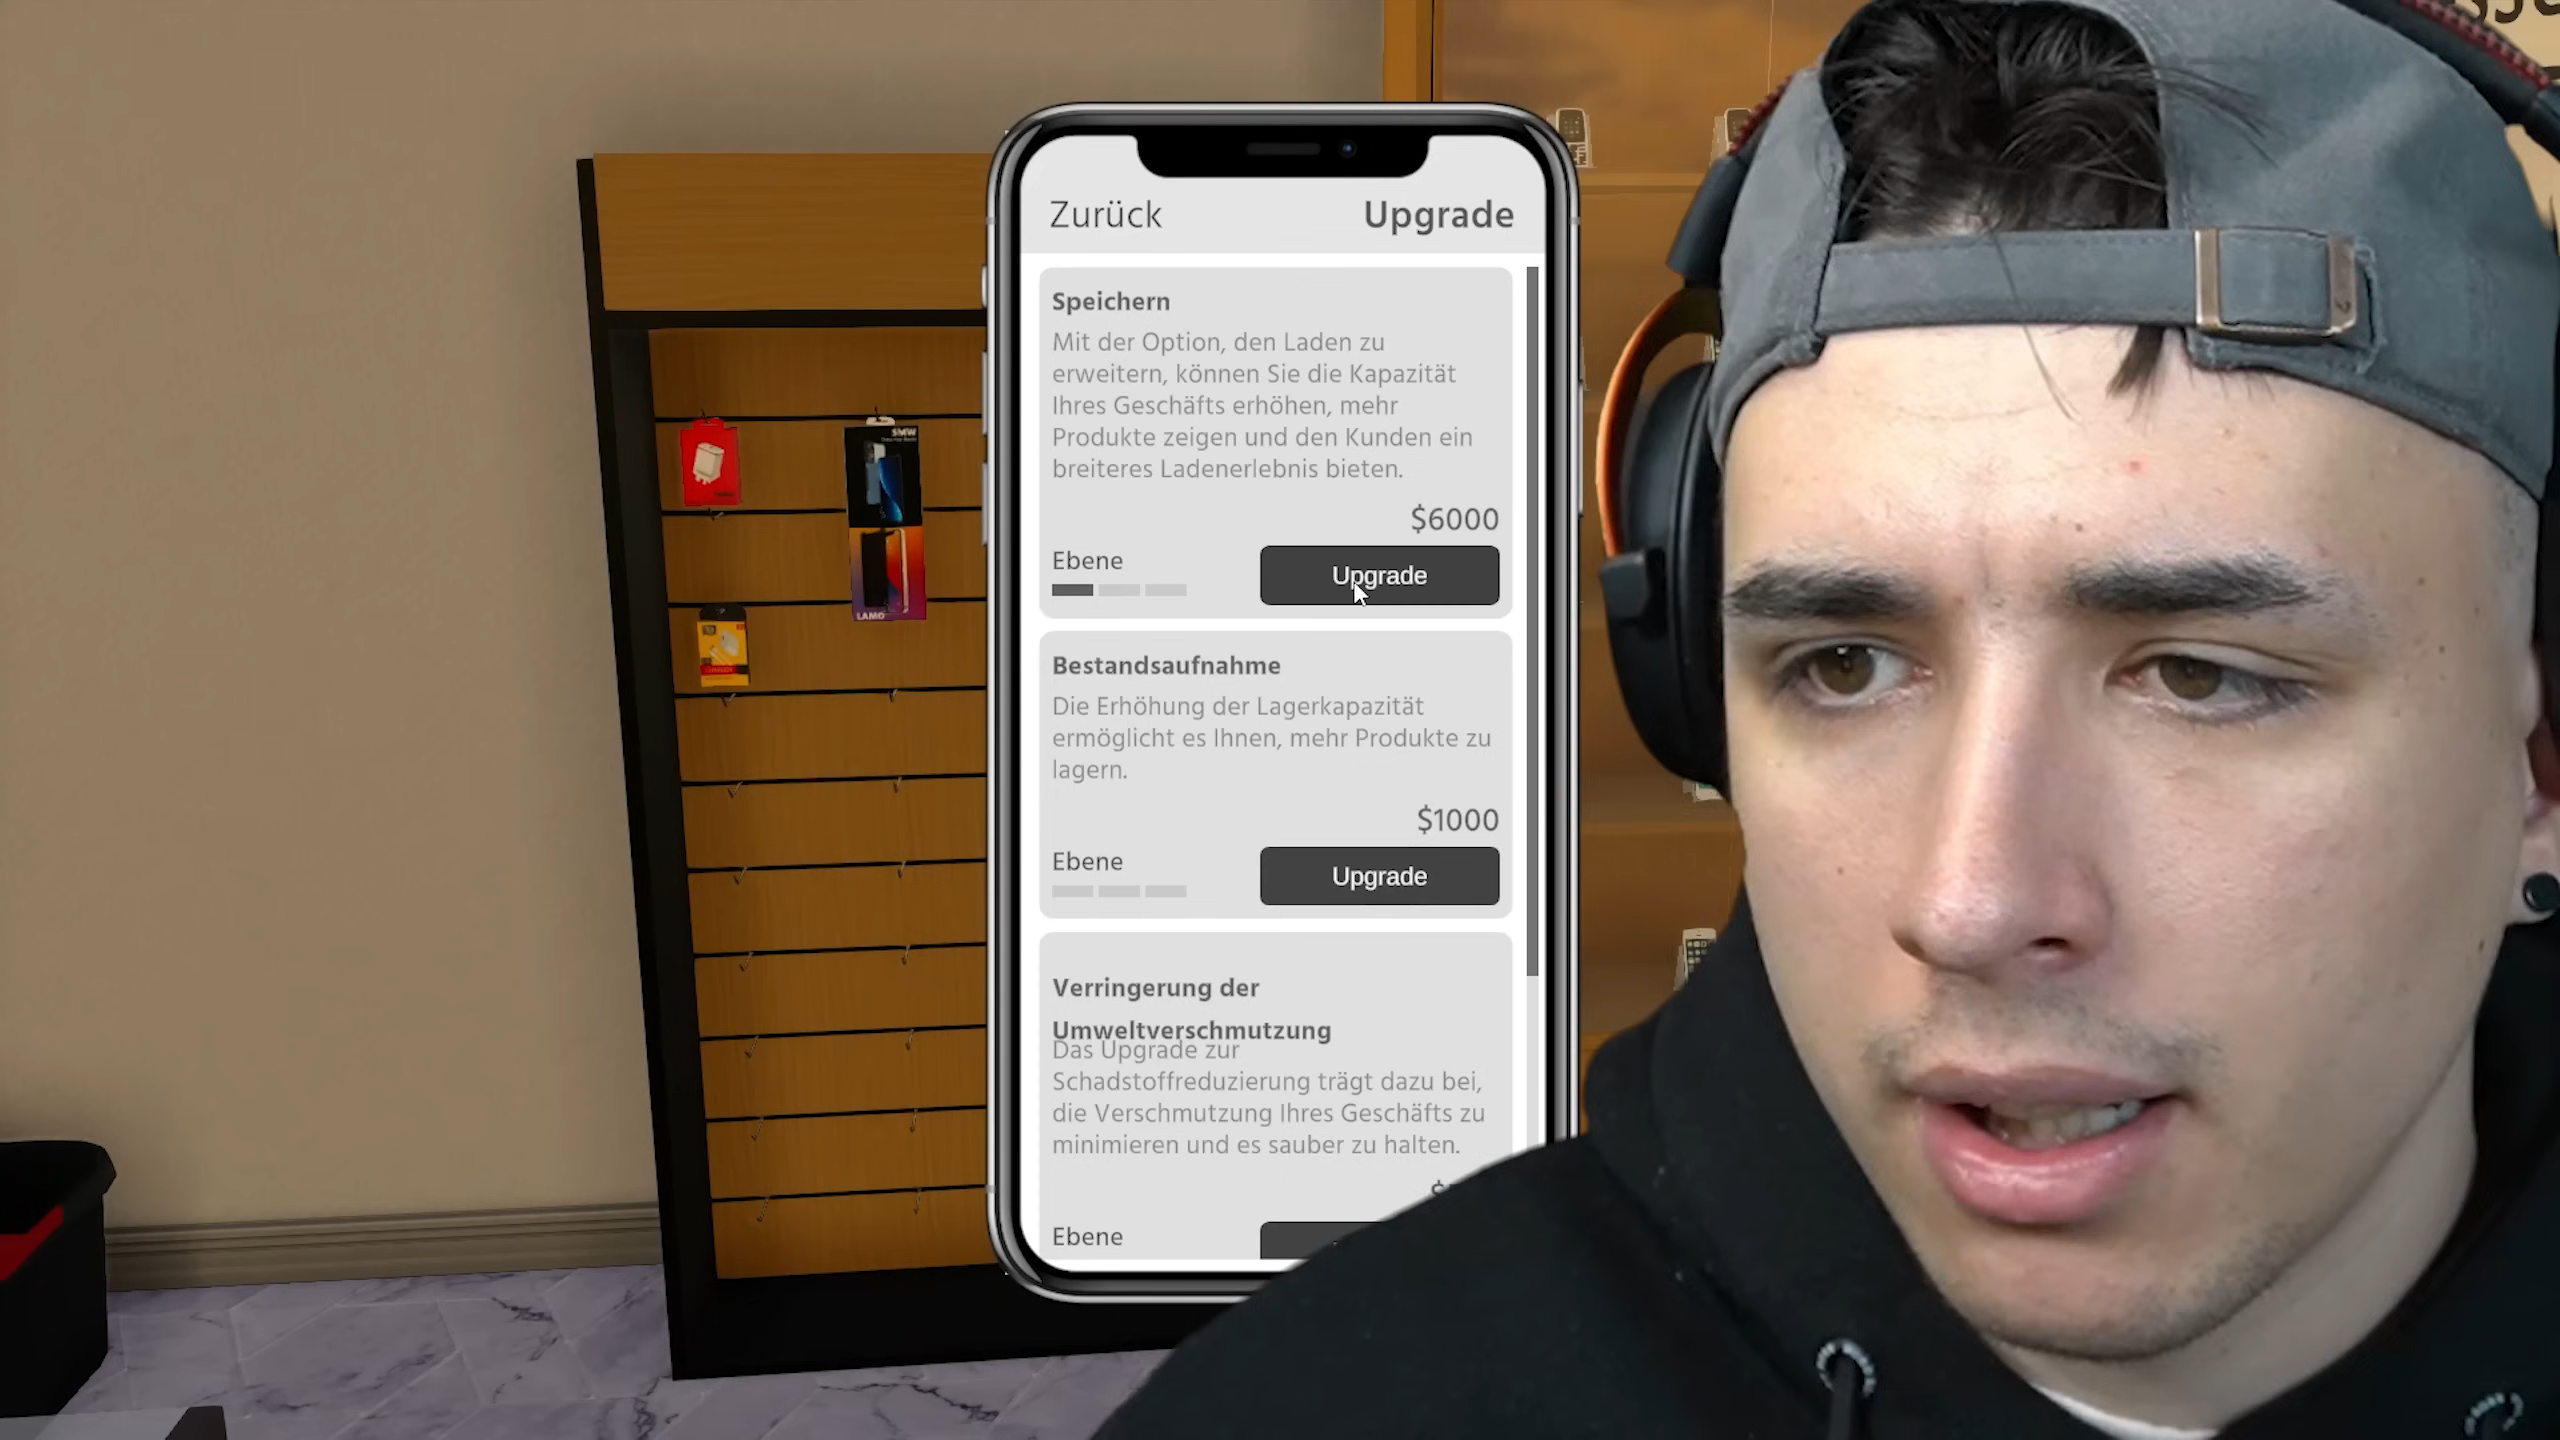 Zurück
Upgrade
Speichern
Mit der Option, den Laden zu
erweitern, können Sie die Kapazität
Ihres Geschäfts erhöhen, mehr
Produkte zeigen und den Kunden ein
breiteres Ladenerlebnis bieten.
$6000
Ebene
Upgrade
Bestandsaufnahme
Die Erhöhung der Lagerkapazität
ermöglicht es Ihnen, mehr Produkte zu
lagern.
$1000
Ebene
Upgrade
Verringerung der
Umweltverschmutzung
Das Upgrade zur
Schadstoffreduzierung trägt dazu bei,
die Verschmutzung Ihres Geschäfts zu
minimieren und es sauber zu halten.
Ebene
SMW
LAMO